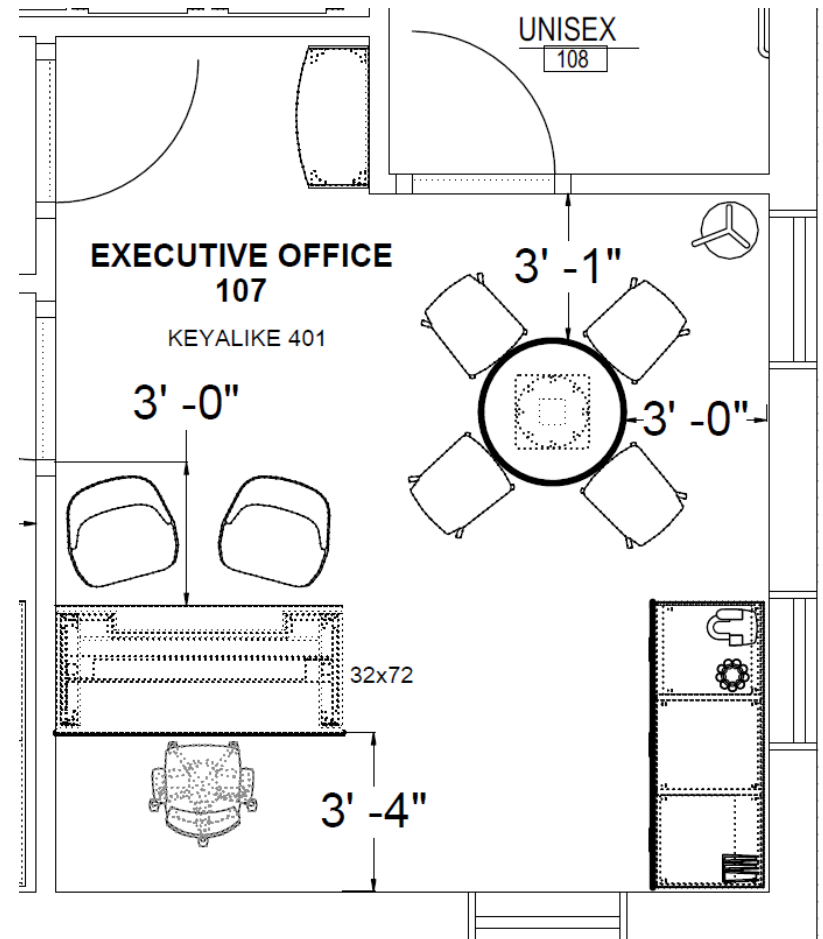 UNISEX
108
EXECUTIVE OFFICE
107
KEYALIKE 401
3' -1"
3' -0"
3' -0"
32x72
3' -4"